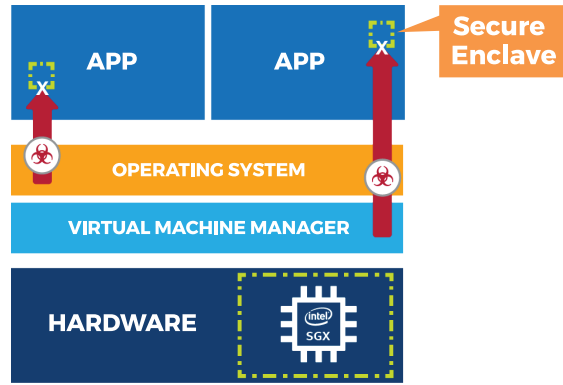 APP
APP
Secure
Enclave
X
X
OPERATING SYSTEM
VIRTUAL MACHINE MANAGER
HARDWARE
intel
SGX